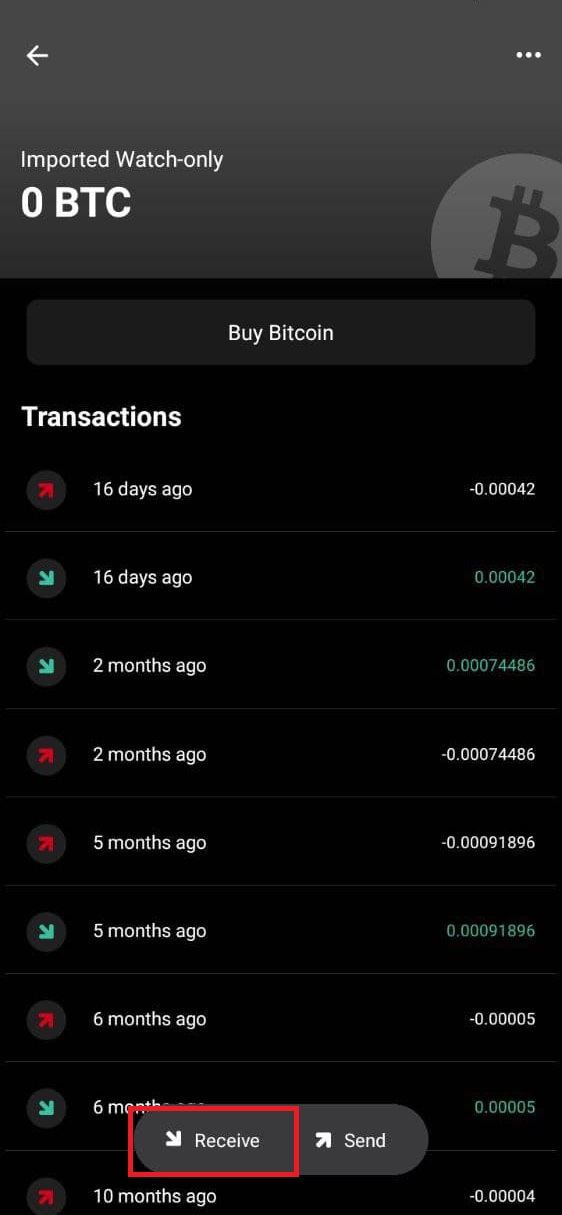 Imported Watch-only
0 BTC
Buy Bitcoin
Transactions
16 days ago -0.00042
16 days ago 0.00042
2 months ago 0.00074486
2 months ago -0.00074486
5 months ago -0.00091896
5 months ago 0.00091896
6 months ago -0.00005
6 months ago 0.00005
Receive Send
10 months ago -0.00004